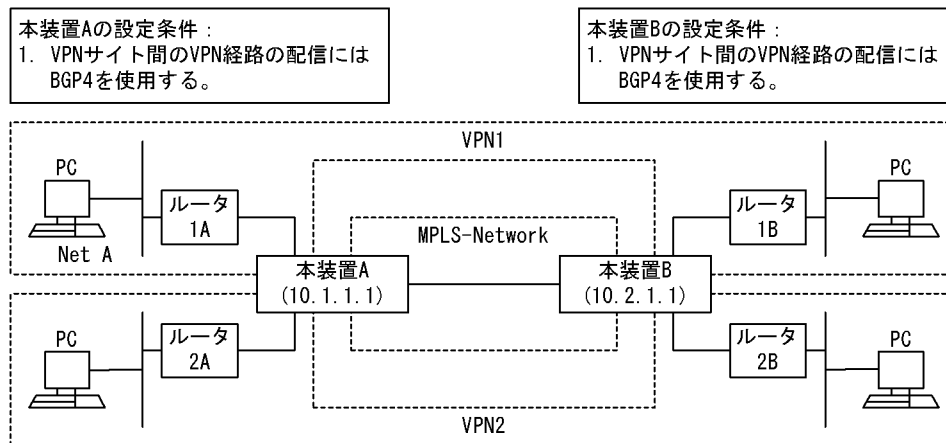 本装置Aの設定条件：
1. VPNサイト間のVPN経路の配信には
BGP4を使用する。
本装置Bの設定条件：
1. VPNサイト間のVPN経路の配信には
BGP4を使用する。
VPN1
PC
ルータ
1A
Net A
MPLS-Network
ルータ
1B
PC
本装置A
(10.1.1.1)
本装置B
(10.2.1.1)
PC
ルータ
2A
ルータ
2B
PC
VPN2